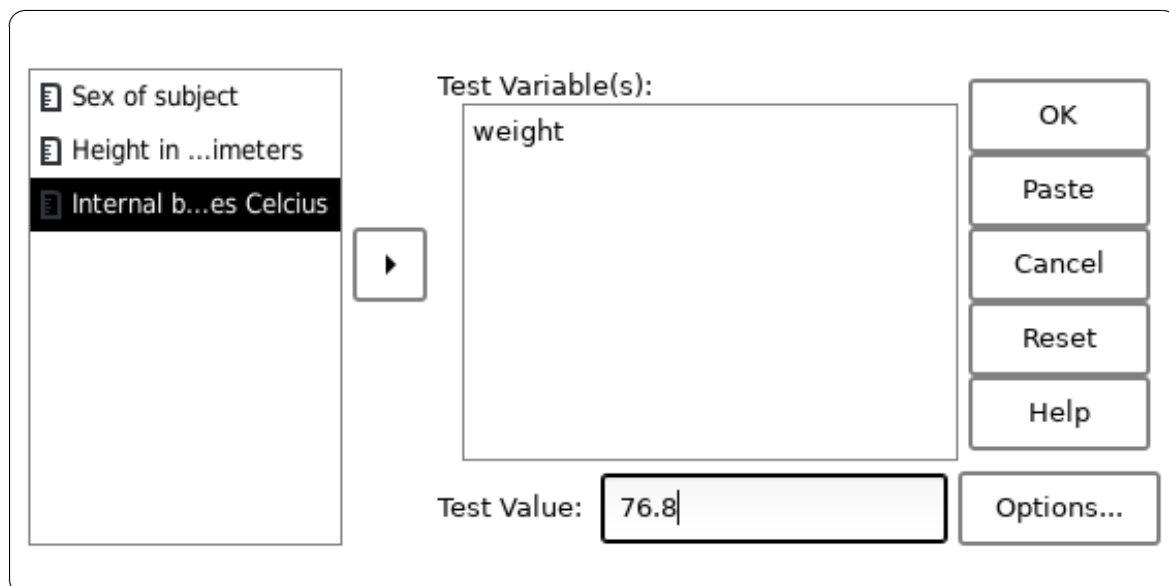 Sex of subject
Height in ...imeters
Internal b...es Celcius
Test Variable(s):
weight
OK
Paste
Cancel
Reset
Help
Test Value: 76.8
Options...